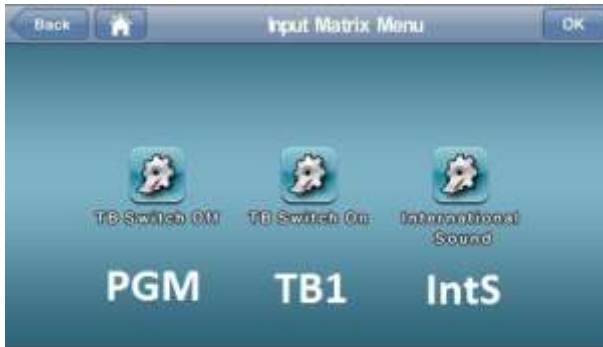 Back
Input Matrix Menu
OK
TB Switch Off
TB Switch On
International
Sound
PGM
TB1
IntS